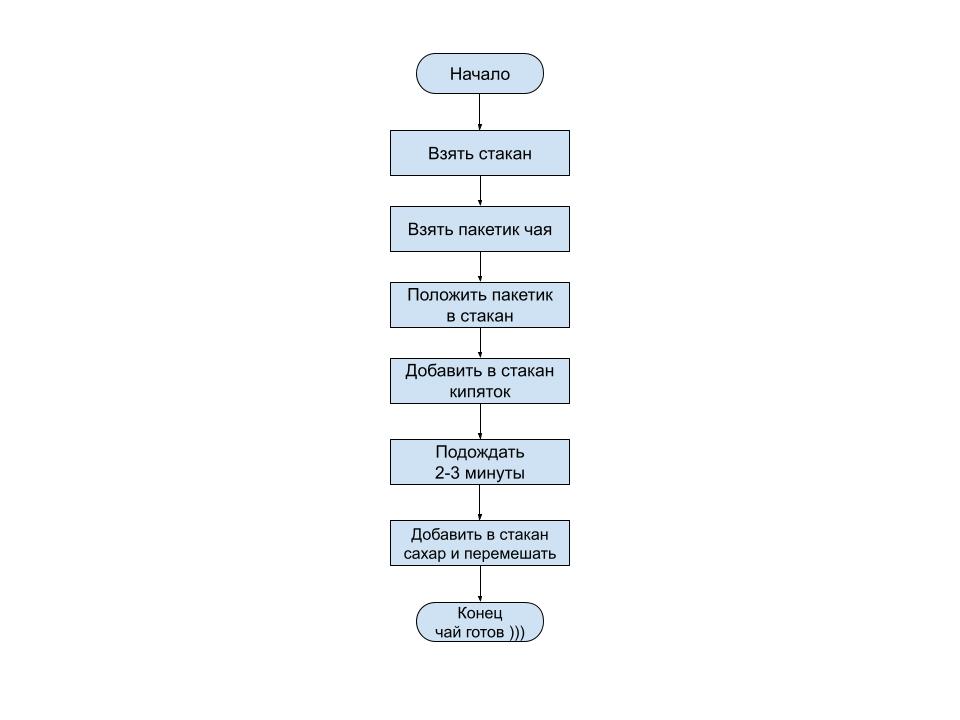 Начало
Взять стакан
Взять пакетик чая
Положить пакетик
в стакан
Добавить в стакан
кипяток
Подождать
2-3 минуты
Добавить в стакан
сахар и перемешать
Конец
чай готов )))